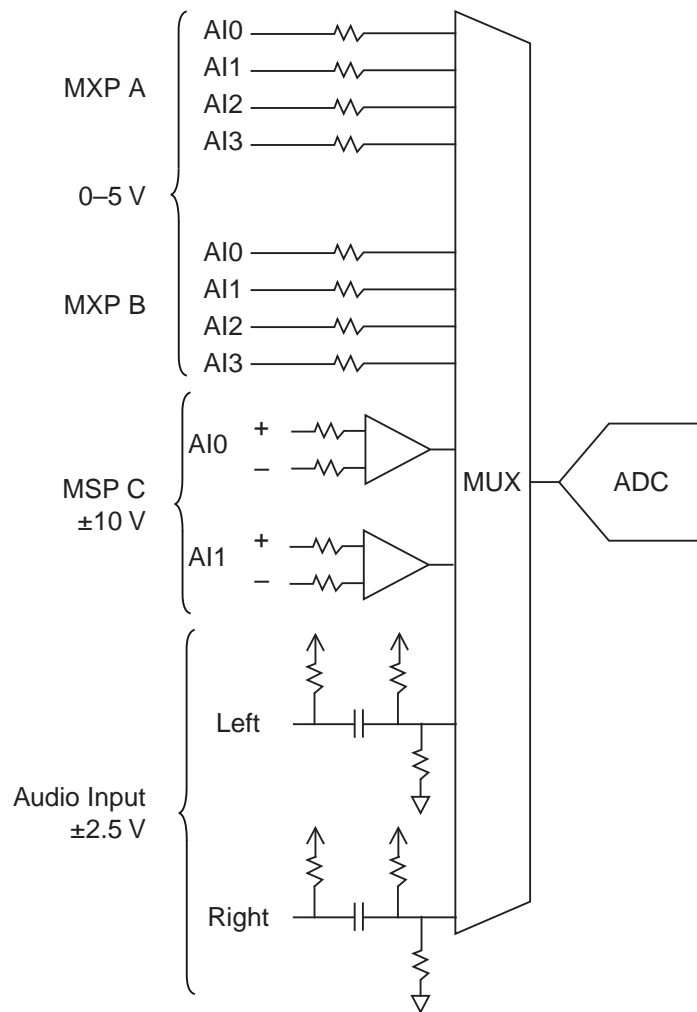 MXP A
0–5 V
AI0
AI1
AI2
AI3
MXP B
AI0
AI1
AI2
AI3
MSP C
±10 V
AI0
+
–
AI1
+
–
Audio Input
±2.5 V
Left
Right
MUX
ADC